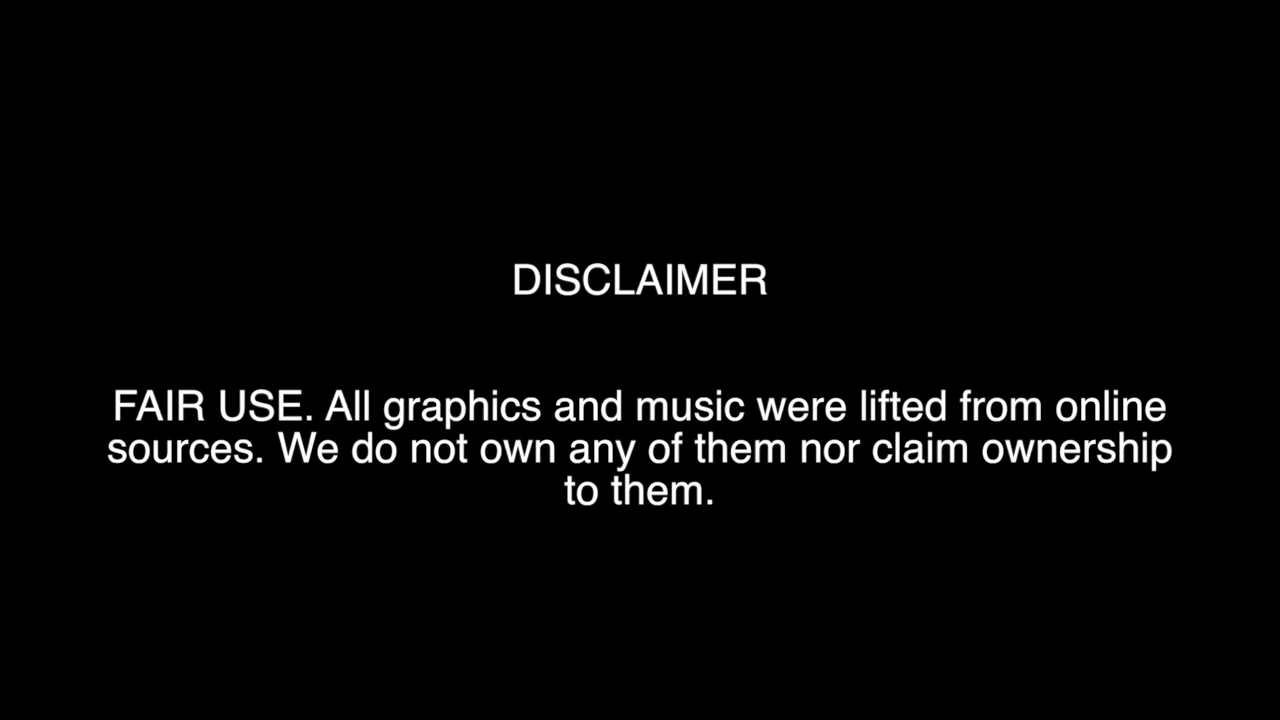 DISCLAIMER
FAIR USE. All graphics and music were lifted from online
sources. We do not own any of them nor claim ownership
to them.